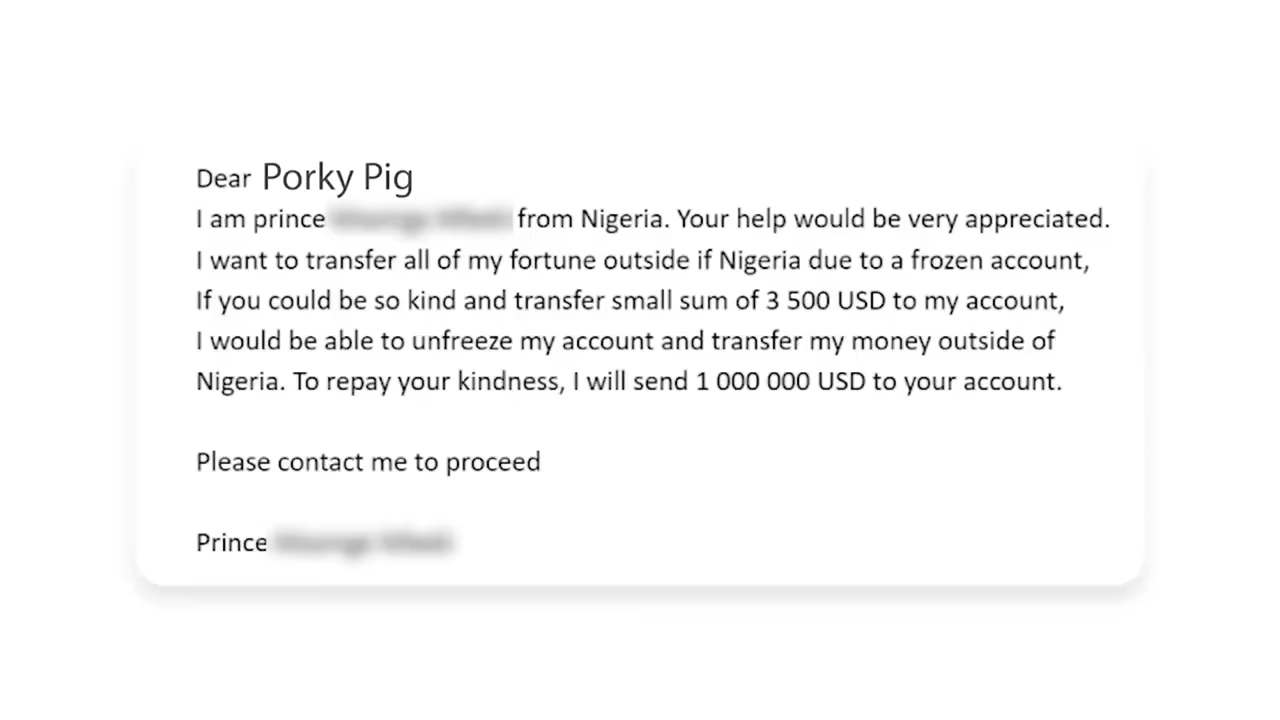 Dear Porky Pig
I am prince from Nigeria. Your help would be very appreciated.
I want to transfer all of my fortune outside if Nigeria due to a frozen account,
If you could be so kind and transfer small sum of 3 500 USD to my account,
I would be able to unfreeze my account and transfer my money outside of
Nigeria. To repay your kindness, I will send 1 000 000 USD to your account.
Please contact me to proceed
Prince